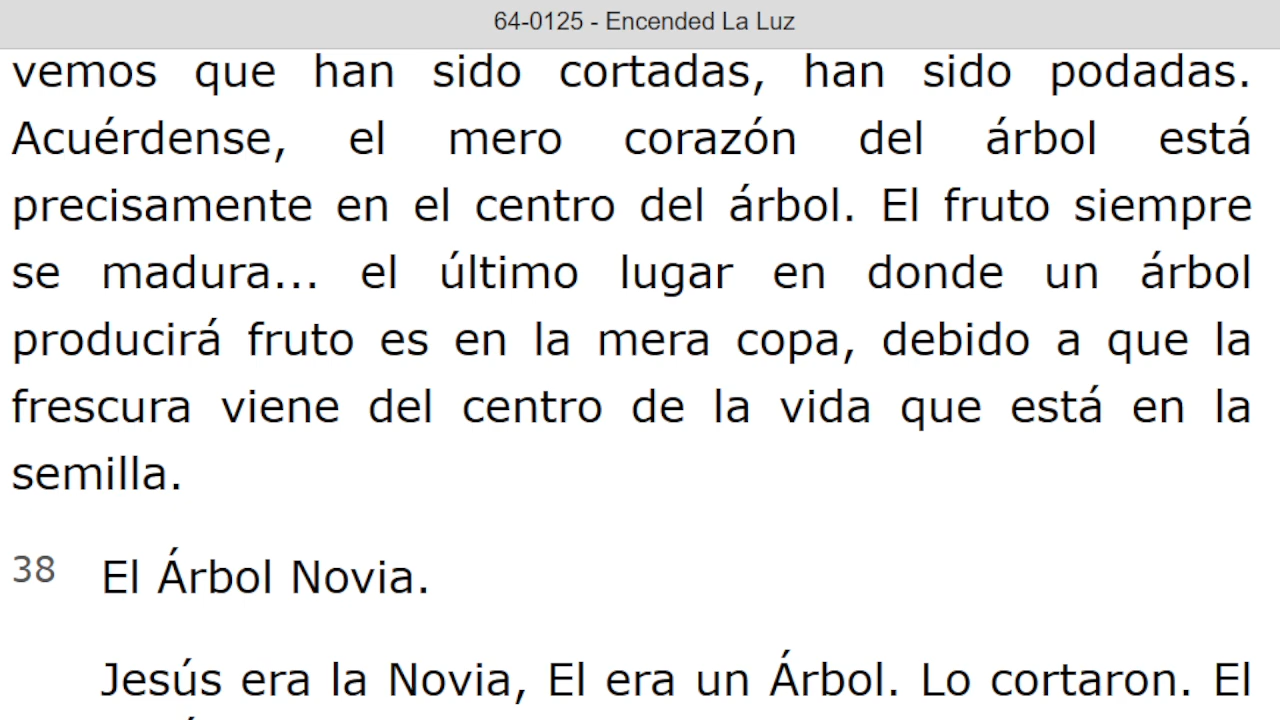 64-0125 - Encended La Luz
vemos que han sido cortadas, han sido podadas.
Acuérdense, el mero corazón del árbol está
precisamente en el centro del árbol. El fruto siempre
se madura... el último lugar en donde un árbol
producirá fruto es en la mera copa, debido a que la
frescura viene del centro de la vida que está en la
semilla.
38 El Árbol Novia.
Jesús era la Novia, El era un Árbol. Lo cortaron. El